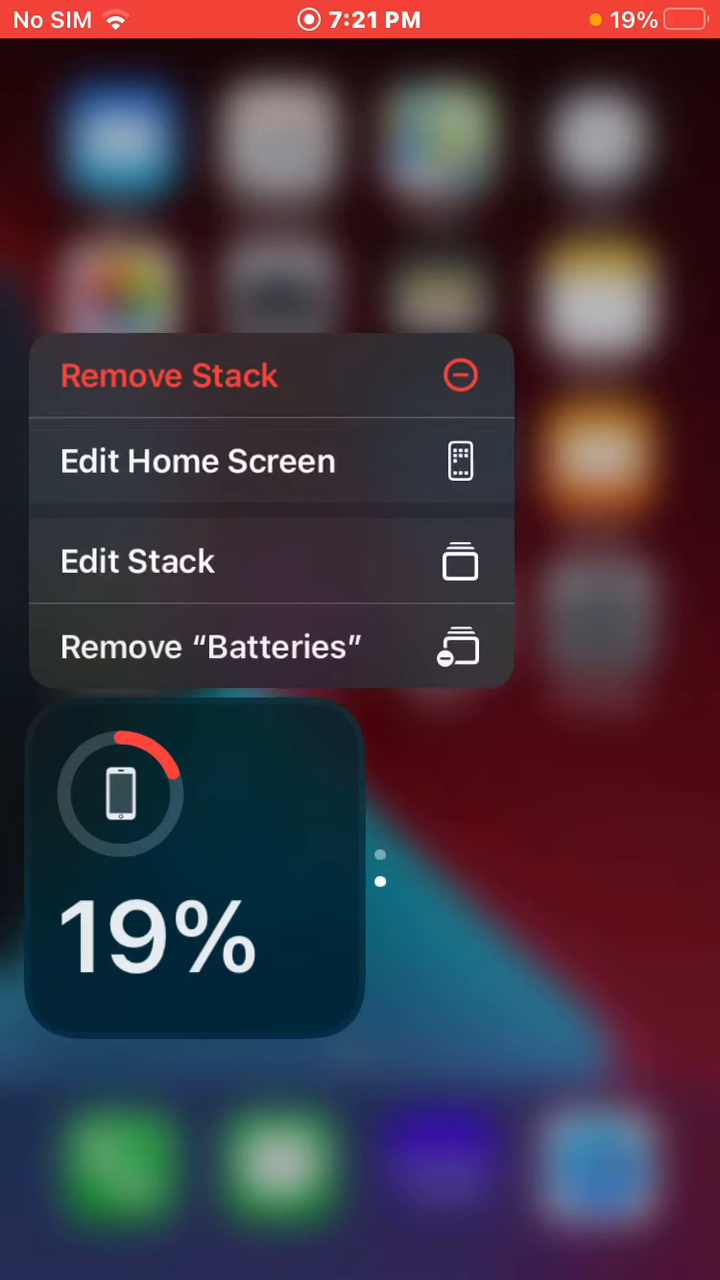 No SIM 7:21 PM 19%
Remove Stack
Edit Home Screen
Edit Stack
Remove “Batteries”
19%